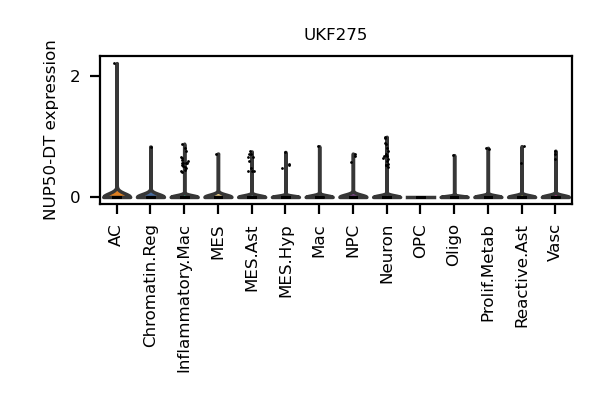 UKF275
NUP50-DT expression
2
0
AC
Chromatin.Reg
Inflammatory.Mac
MES
MES.Ast
MES.Hyp
Mac
NPC
Neuron
OPC
Oligo
Prolif.Metab
Reactive.Ast
Vasc